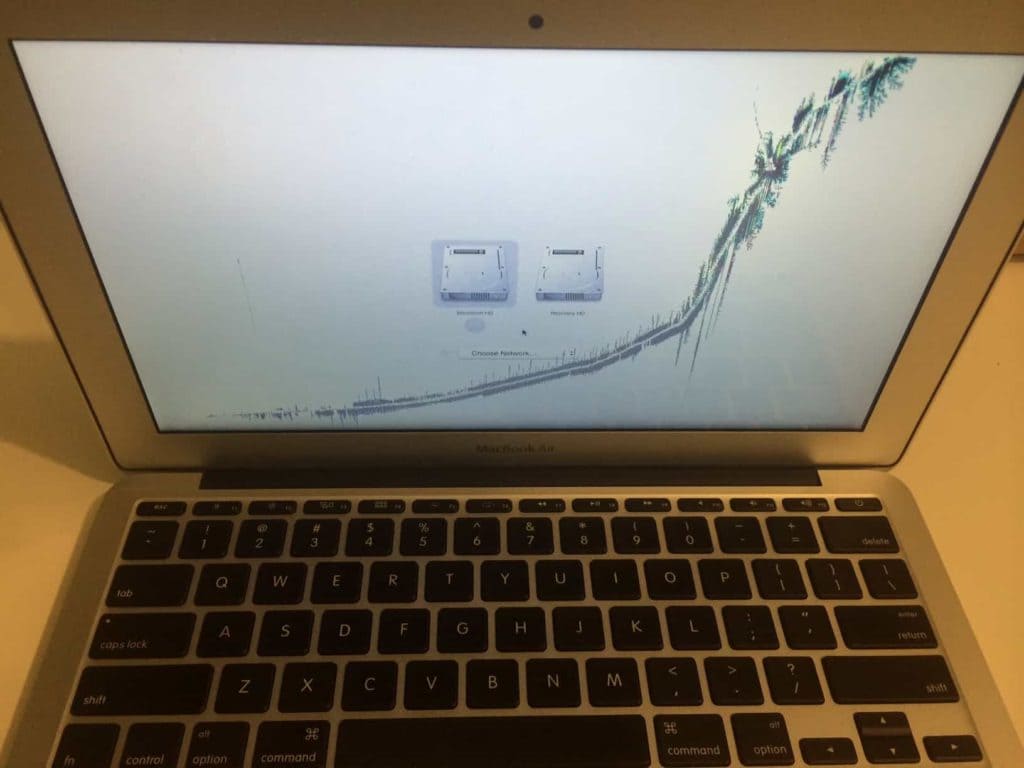 Macintosh HD Recovery HD
Choose Network...
MacBook Air
esc F1 F2 F3 F4 F5 F6 F7 F8 F9 F10 F11 F12
~ ! @ # $ % ^ & * ( ) _ +
` 1 2 3 4 5 6 7 8 9 0 - = delete
tab Q W E R T Y U I O P { [ } ] | \
caps lock A S D F G H J K L : ; " ' enter return
shift Z X C V B N M < , > . ? / shift
fn control alt option ⌘ command ⌘ command alt option